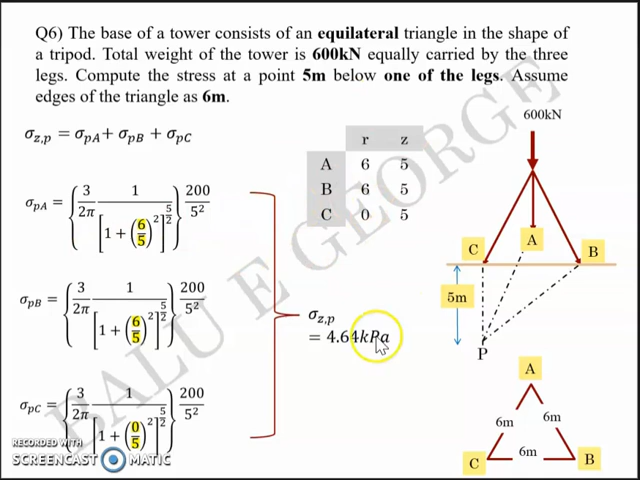 Q6) The base of a tower consists of an equilateral triangle in the shape of
a tripod. Total weight of the tower is 600kN equally carried by the three
legs. Compute the stress at a point 5m below one of the legs. Assume
edges of the triangle as 6m.
σz,p = σpA + σpB + σpC
r z
A 6 5
B 6 5
C 0 5
600kN
σpA = { 3/2π 1/[1 + (6/5)²]^(5/2) } 200/5²
σpB = { 3/2π 1/[1 + (6/5)²]^(5/2) } 200/5²
σpC = { 3/2π 1/[1 + (0/5)²]^(5/2) } 200/5²
σz,p
= 4.64kPa
C A B
5m
P
A
6m 6m
C 6m B
BALU E GEORGE
RECORDED WITH
SCREENCAST MATIC